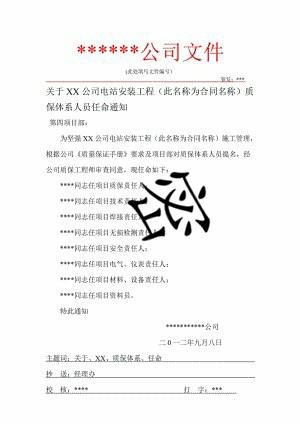 ******公司文件
(此处填写文件编号)
签发：***
关于 XX 公司电站安装工程（此名称为合同名称）质
保体系人员任命通知
第四项目部：
为坚强 XX 公司电站安装工程（此名称为合同名称）施工管理，
根据公司《质量保证手册》要求及项目部对质保体系人员提名，经
公司质保工程师审查同意，现任命如下：
****同志任项目质保责任人；
****同志任项目技术责任人；
****同志任项目焊接责任人；
****同志任项目无损检测责任人；
****同志任项目安全责任人；
****同志任项目电气、仪表责任人；
****同志任项目材料、设备责任人；
****同志任项目资料员。
特此通知
***********公司
二0一二年九月八日
主题词：关于、XX、质保体系、任命
抄 送：经理办
校 核：**** 打 字：***